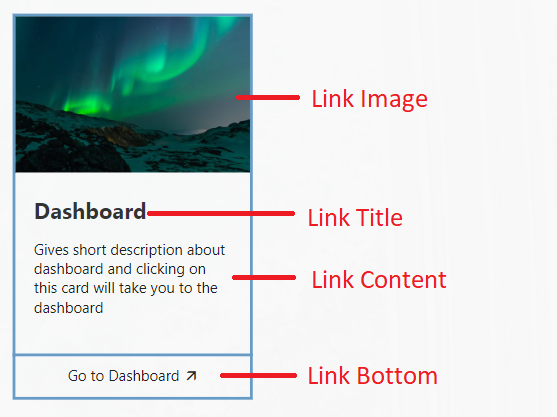 Link Image
Dashboard
Link Title
Gives short description about
dashboard and clicking on
this card will take you to the
dashboard
Link Content
Go to Dashboard
Link Bottom